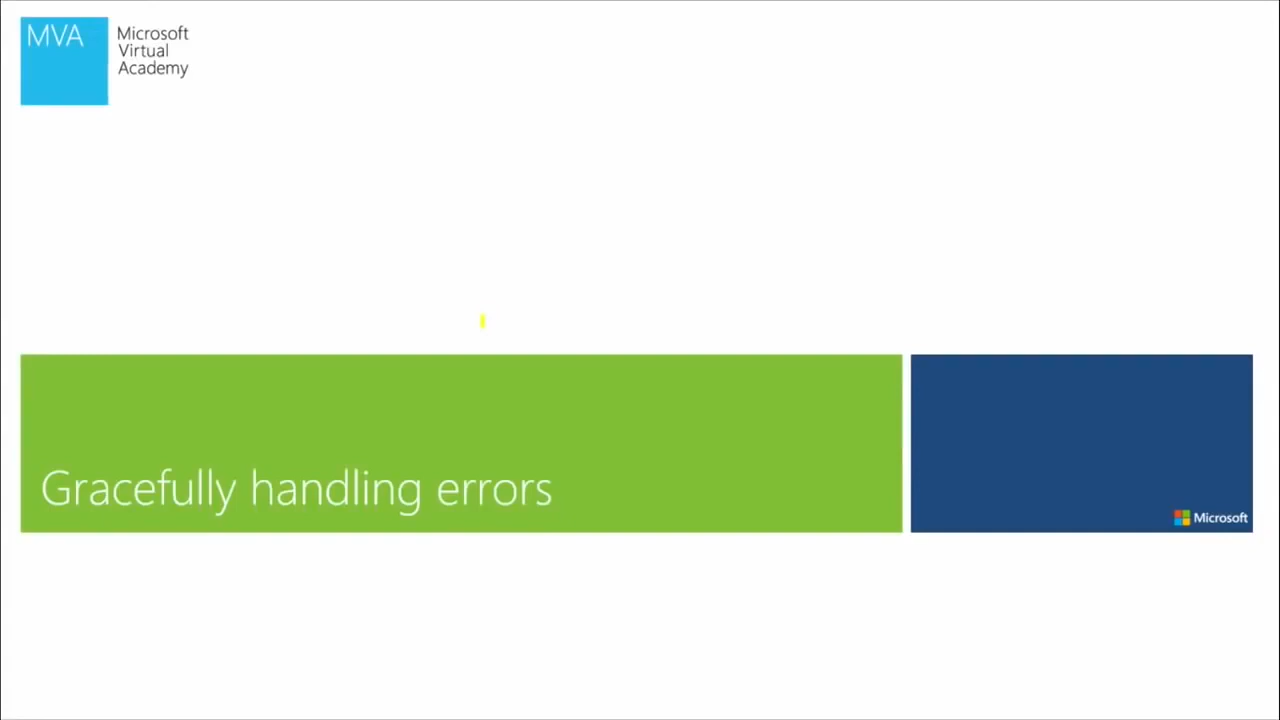 MVA
Microsoft
Virtual
Academy
Gracefully handling errors
Microsoft